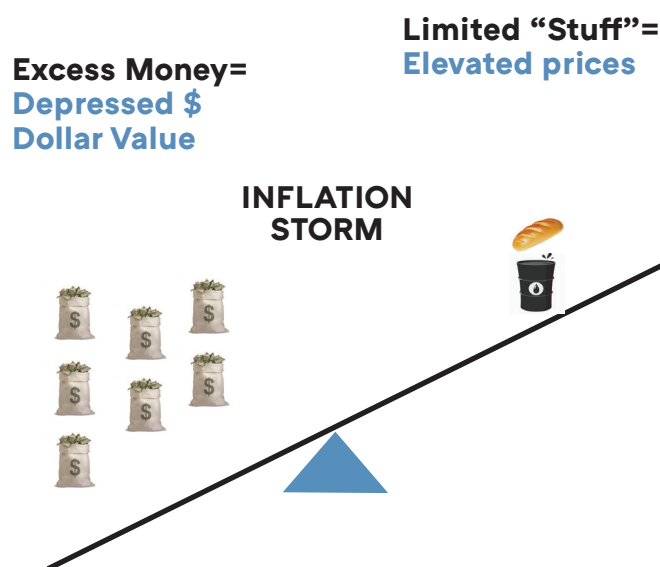 Limited “Stuff”=
Elevated prices
Excess Money=
Depressed $
Dollar Value
INFLATION
STORM
$
$
$
$
$
$
$